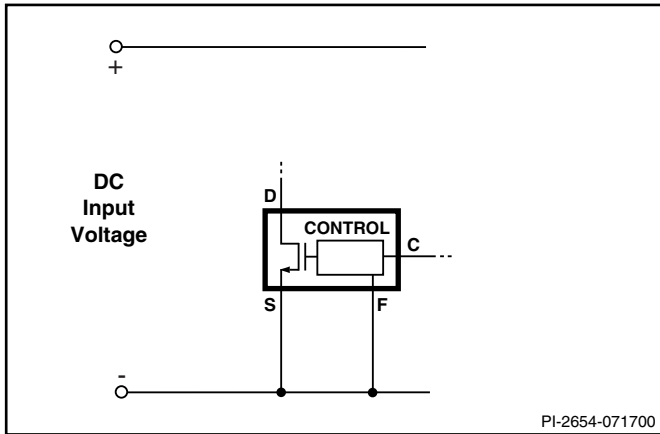 +
DC
Input
Voltage
D
CONTROL
C
S
F
-
PI-2654-071700